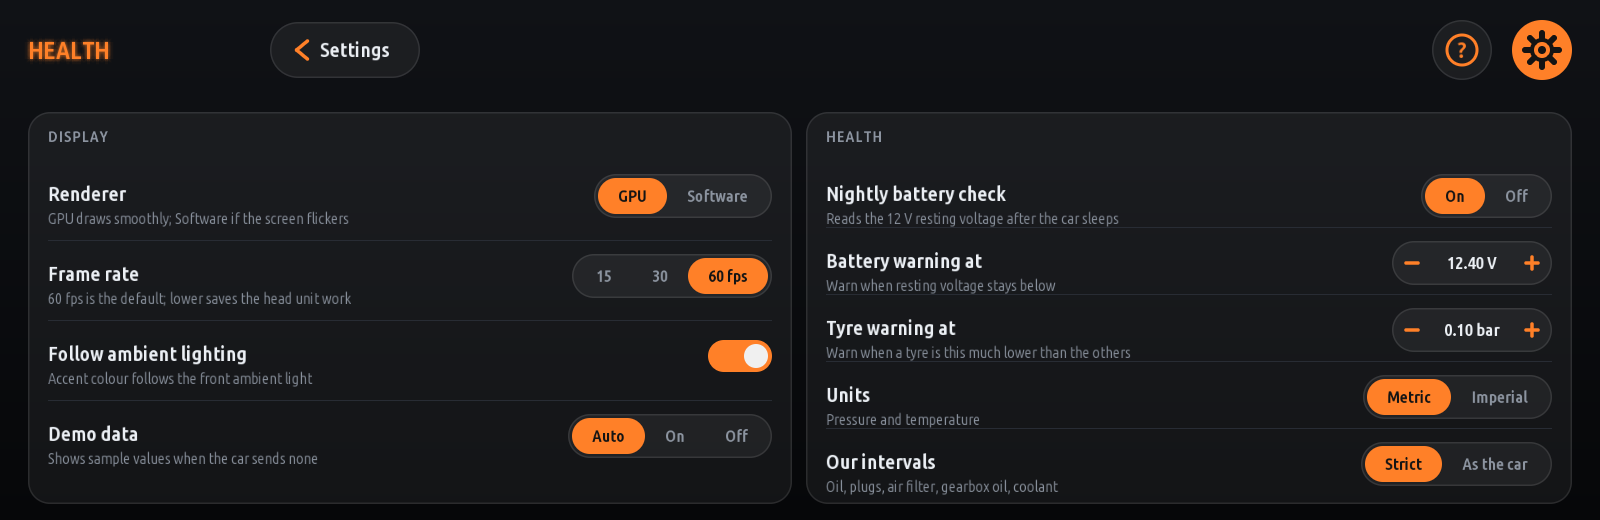 HEALTH
Settings
?
DISPLAY
Renderer
GPU draws smoothly; Software if the screen flickers
GPU Software
Frame rate
60 fps is the default; lower saves the head unit work
15 30 60 fps
Follow ambient lighting
Accent colour follows the front ambient light
Demo data
Shows sample values when the car sends none
Auto On Off
HEALTH
Nightly battery check
Reads the 12 V resting voltage after the car sleeps
On Off
Battery warning at
Warn when resting voltage stays below
− 12.40 V +
Tyre warning at
Warn when a tyre is this much lower than the others
− 0.10 bar +
Units
Pressure and temperature
Metric Imperial
Our intervals
Oil, plugs, air filter, gearbox oil, coolant
Strict As the car